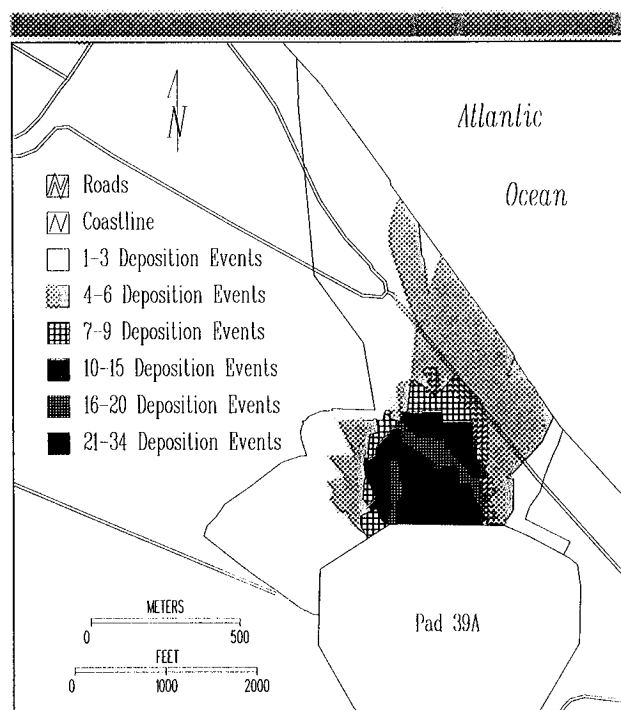 Atlantic
Ocean
N
Roads
Coastline
1-3 Deposition Events
4-6 Deposition Events
7-9 Deposition Events
10-15 Deposition Events
16-20 Deposition Events
21-34 Deposition Events
Pad 39A
METERS
0 500
FEET
0 1000 2000